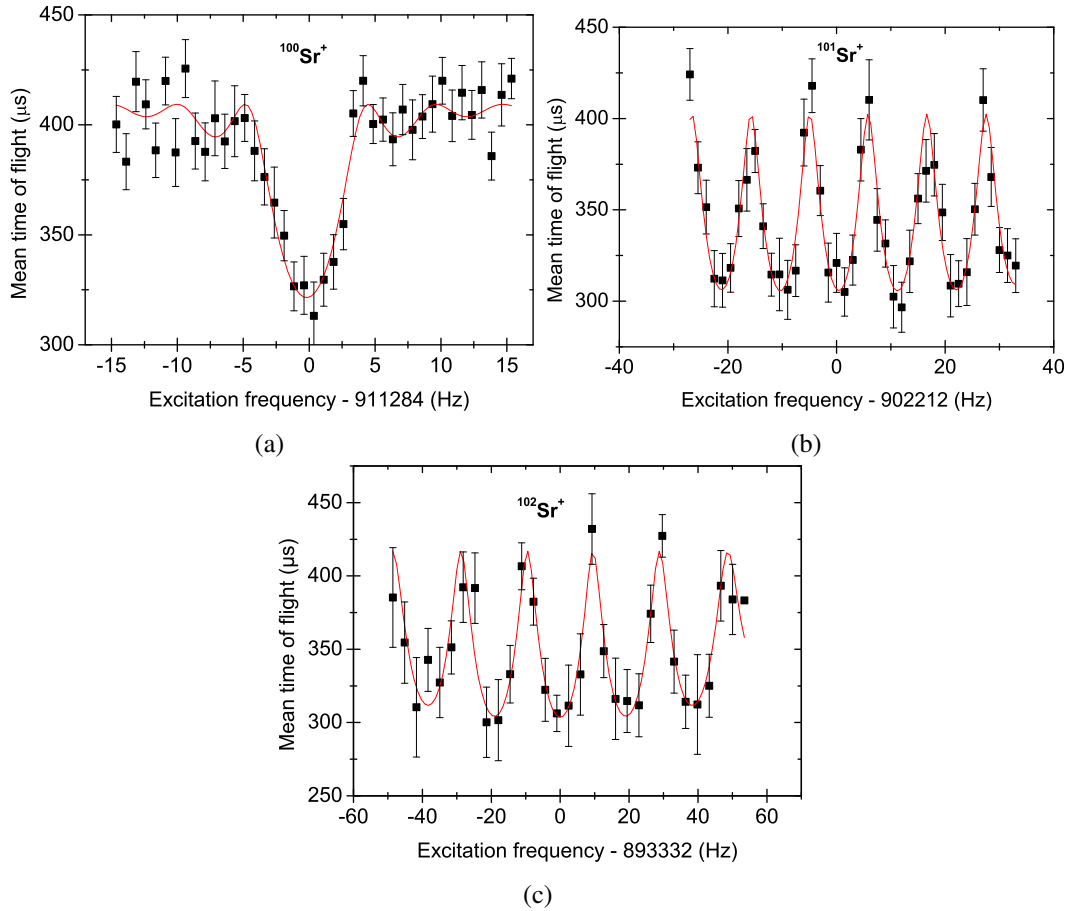 450
400
350
300
Mean time of flight (µs)
¹⁰⁰Sr⁺
-15 -10 -5 0 5 10 15
Excitation frequency - 911284 (Hz)
(a)
450
400
350
300
Mean time of flight (µs)
¹⁰¹Sr⁺
-40 -20 0 20 40
Excitation frequency - 902212 (Hz)
(b)
450
400
350
300
250
Mean time of flight (µs)
¹⁰²Sr⁺
-60 -40 -20 0 20 40 60
Excitation frequency - 893332 (Hz)
(c)